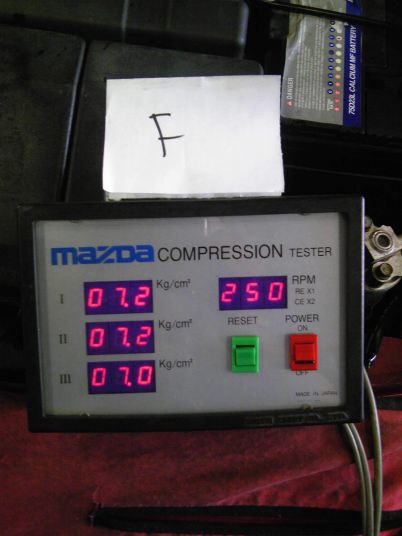 F
DANGER
75D23L CALCIUM MF BATTERY
mazda COMPRESSION TESTER
I 07.2 Kg/cm²
II 07.2 Kg/cm²
III 07.0 Kg/cm²
250 RPM
RE X1
CE X2
RESET
POWER
ON
OFF
MADE IN JAPAN